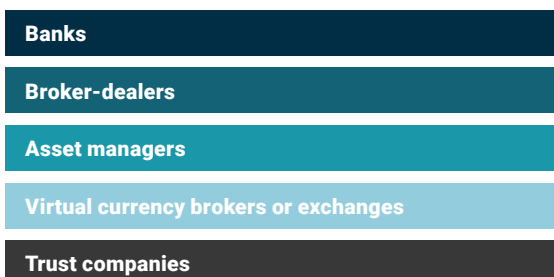 Banks
Broker-dealers
Asset managers
Virtual currency brokers or exchanges
Trust companies